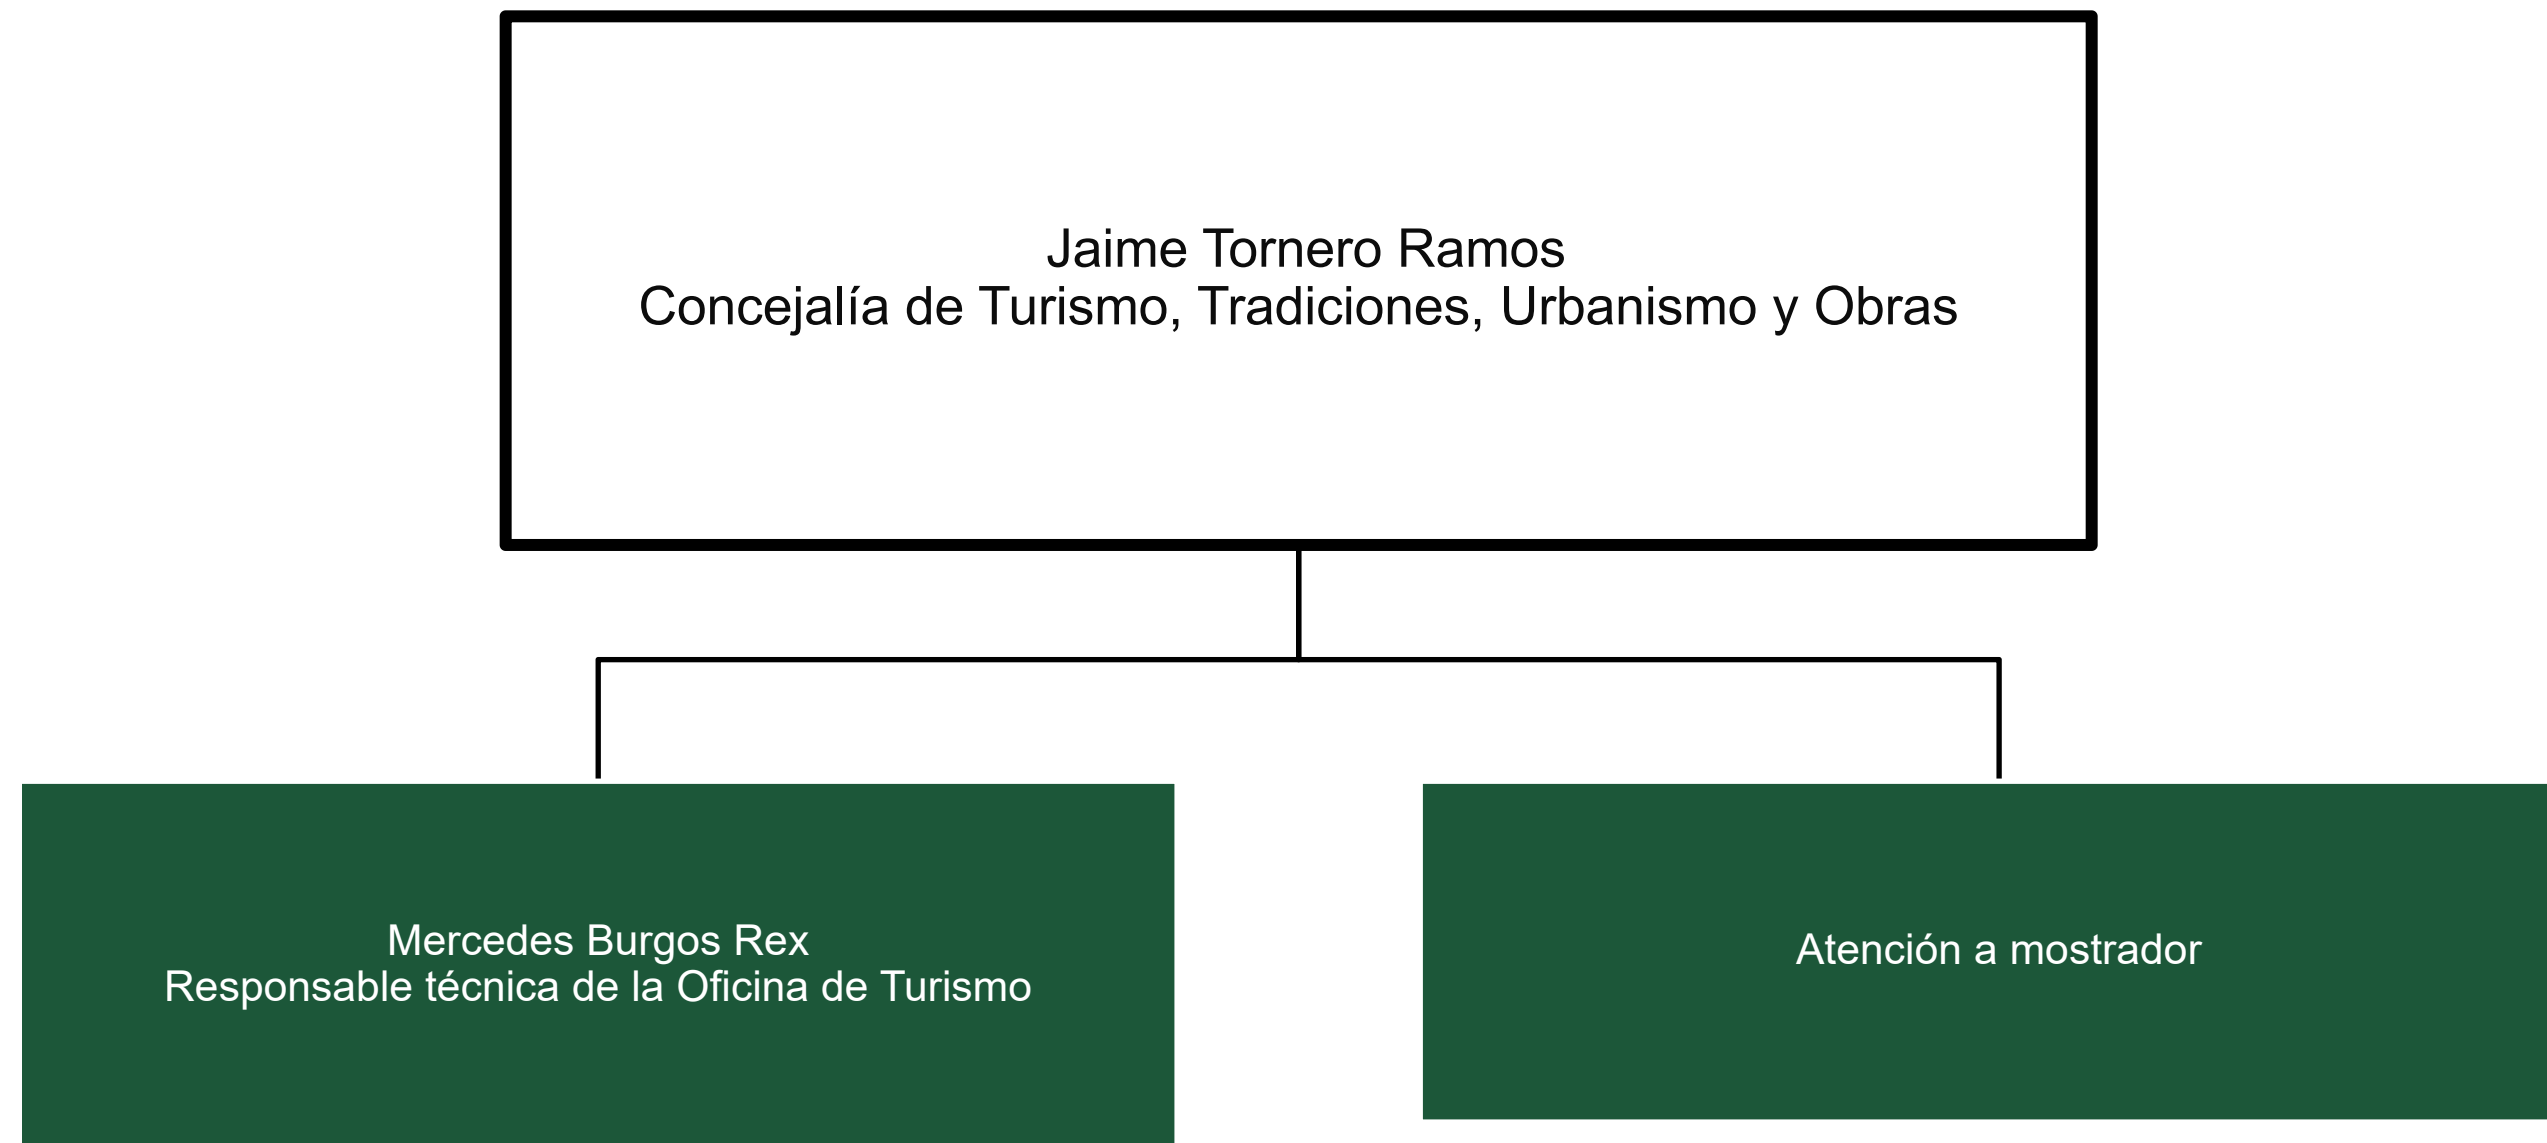 Jaime Tornero Ramos
Concejalía de Turismo, Tradiciones, Urbanismo y Obras
Mercedes Burgos Rex
Responsable técnica de la Oficina de Turismo
Atención a mostrador